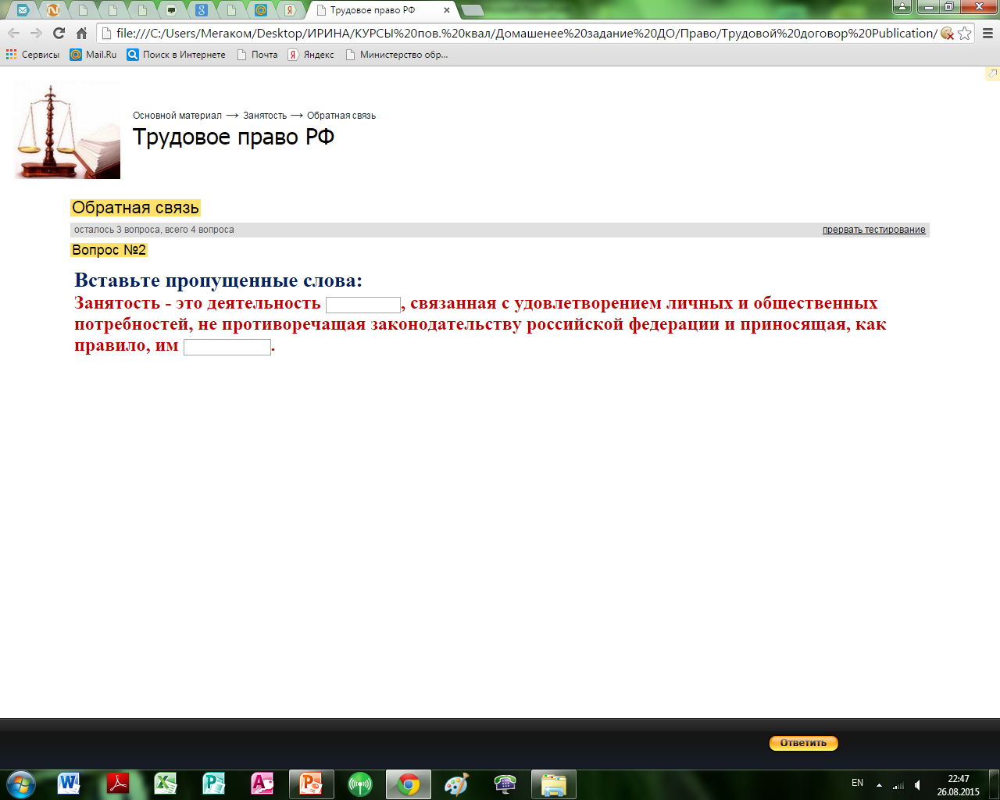 Трудовое право РФ
file:///C:/Users/Мегаком/Desktop/ИРИНА/КУРСЫ%20пов.%20квал/Домашенее%20задание%20ДО/Право/Трудовой%20договор%20Publication/
Сервисы Mail.Ru Поиск в Интернете Почта Яндекс Министерство обр...
Основной материал → Занятость → Обратная связь
Трудовое право РФ
Обратная связь
осталось 3 вопроса, всего 4 вопроса прервать тестирование
Вопрос №2
Вставьте пропущенные слова:
Занятость - это деятельность , связанная с удовлетворением личных и общественных
потребностей, не противоречащая законодательству российской федерации и приносящая, как
правило, им .
Ответить
EN 22:47
26.08.2015